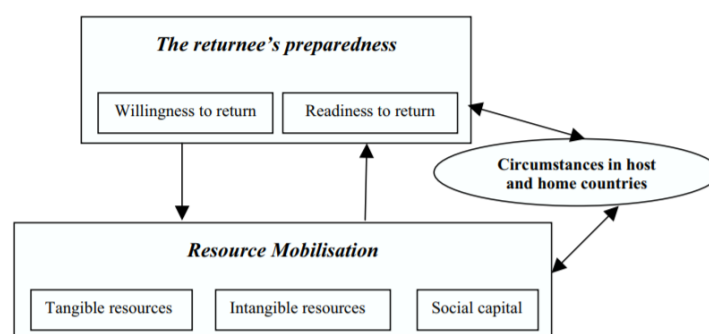 The returnee's preparedness
Willingness to return
Readiness to return
Circumstances in host
and home countries
Resource Mobilisation
Tangible resources
Intangible resources
Social capital